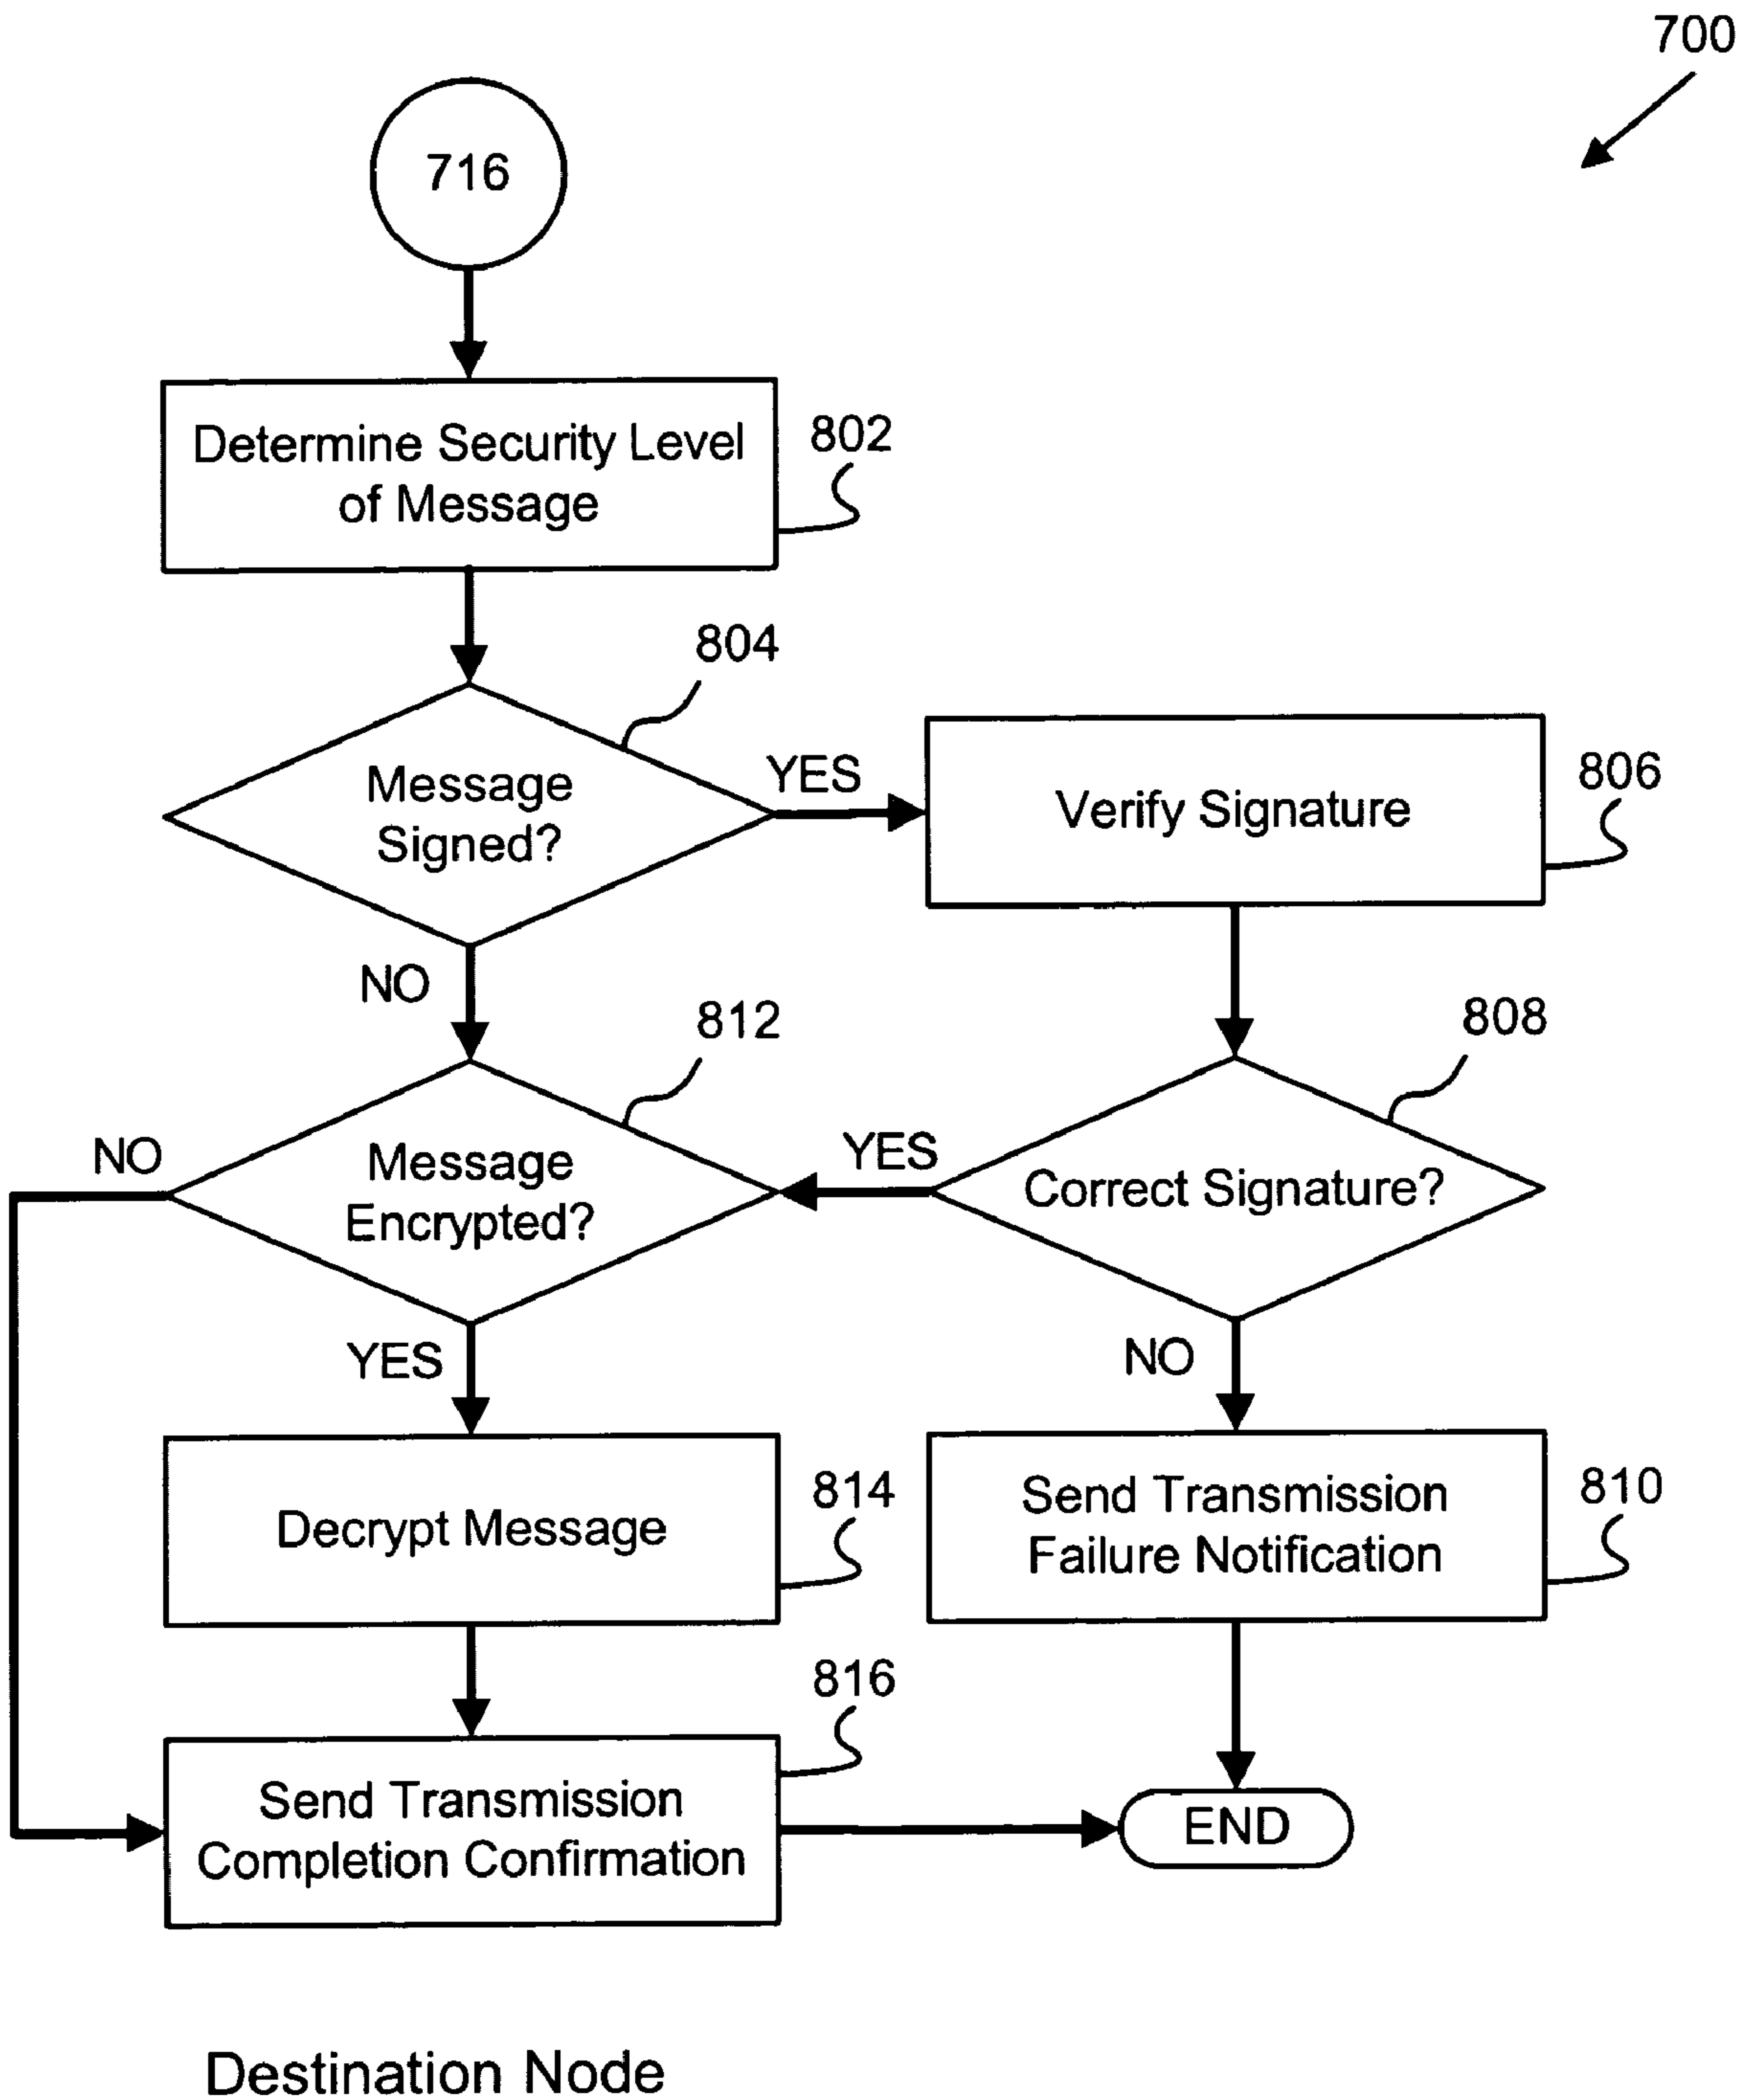 700
716
Determine Security Level
of Message
802
804
Message
Signed?
YES
Verify Signature
806
NO
812
808
NO
Message
Encrypted?
YES
Correct Signature?
YES
NO
Decrypt Message
814
Send Transmission
Failure Notification
810
816
Send Transmission
Completion Confirmation
END
Destination Node